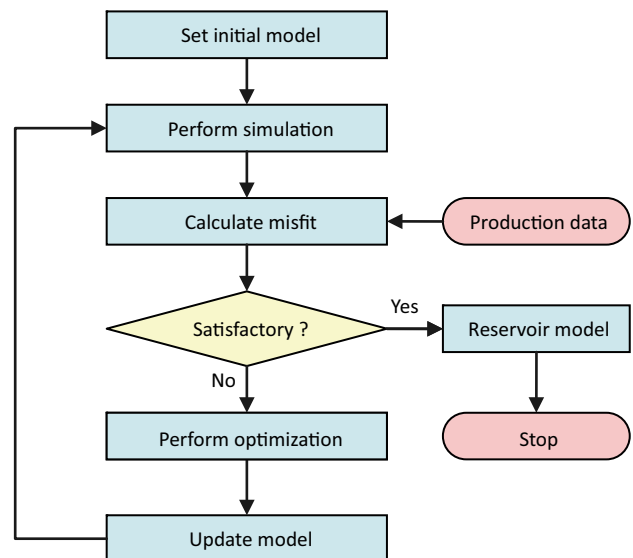 Set initial model
Perform simulation
Calculate misfit
Production data
Satisfactory ?
Yes
Reservoir model
No
Perform optimization
Stop
Update model